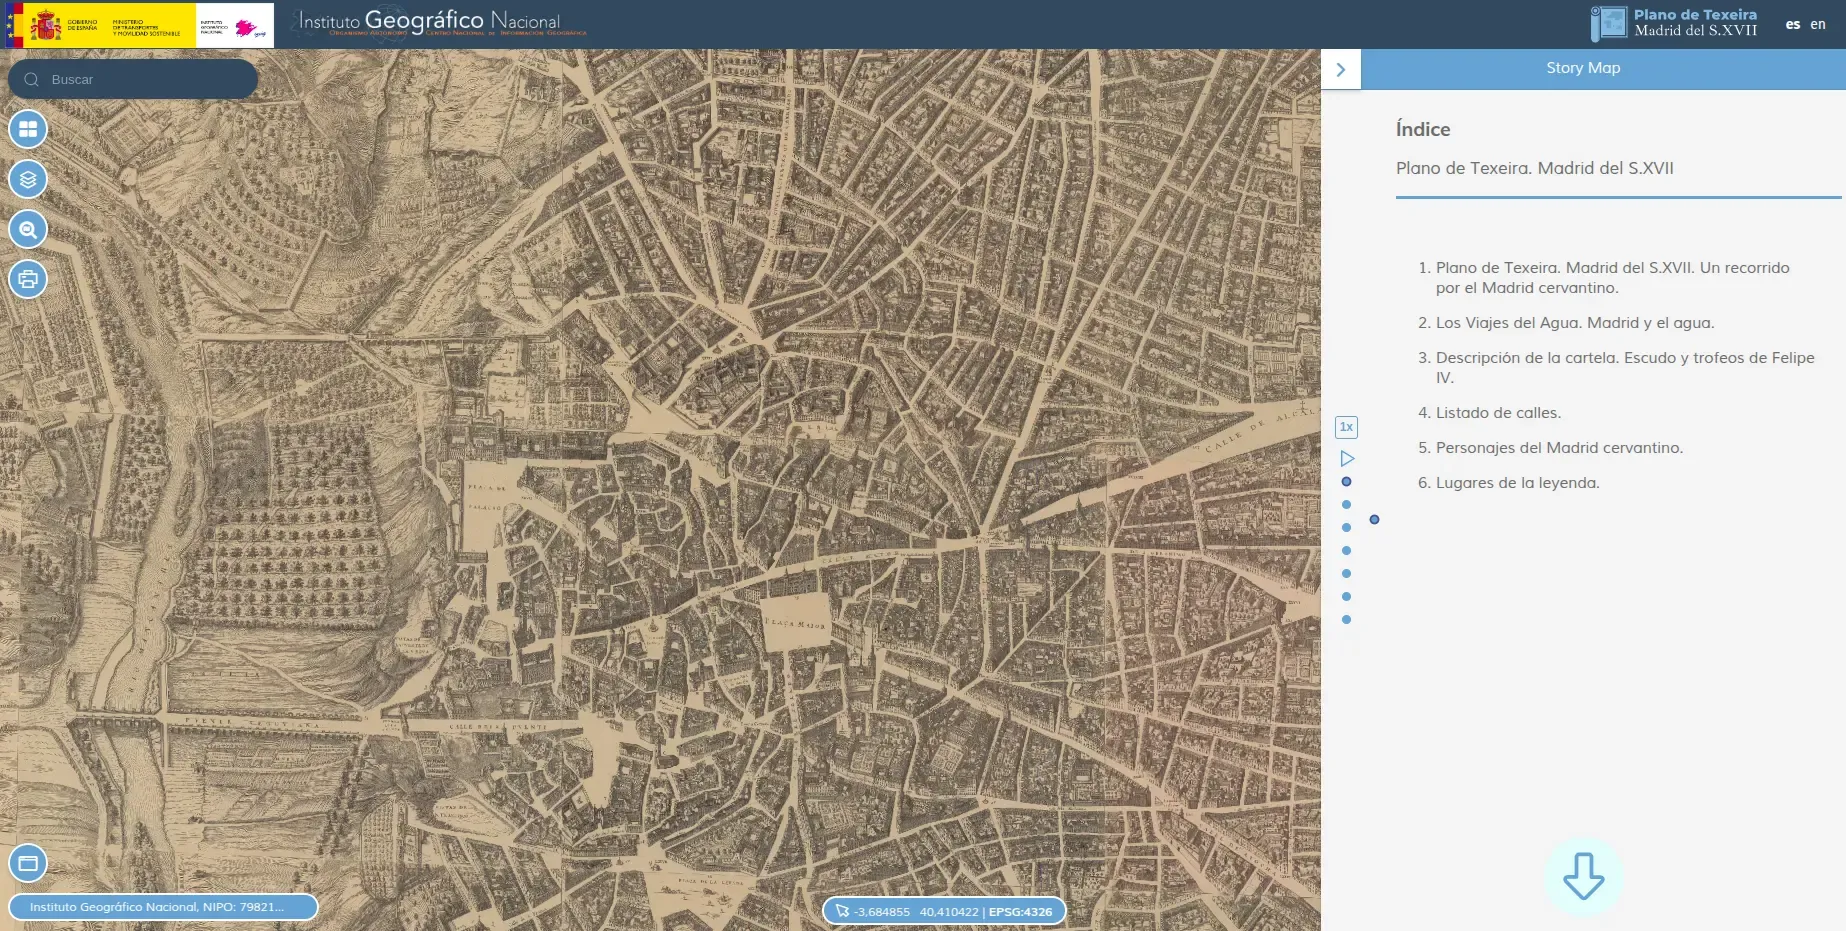 GOBIERNO
DE ESPAÑA
MINISTERIO
DE TRANSPORTES
Y MOVILIDAD SOSTENIBLE
INSTITUTO
GEOGRÁFICO
NACIONAL
Instituto Geográfico Nacional
Organismo Autónomo Centro Nacional de Información Geográfica
Plano de Texeira
Madrid del S.XVII
es en
Buscar
Story Map
Índice
Plano de Texeira. Madrid del S.XVII
1. Plano de Texeira. Madrid del S.XVII. Un recorrido
por el Madrid cervantino.
2. Los Viajes del Agua. Madrid y el agua.
3. Descripción de la cartela. Escudo y trofeos de Felipe
IV.
4. Listado de calles.
5. Personajes del Madrid cervantino.
6. Lugares de la leyenda.
1x
CALLE DE ALCALA
PLAÇA DE
PALACIO
PLAÇA MAIOR
PUENTE SEGOVIANA
CALLE DE LA PUENTE
Instituto Geográfico Nacional, NIPO: 79821...
-3,684855 40,410422 | EPSG:4326